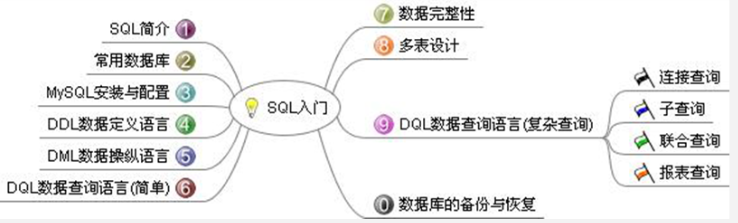 SQL入门
1 SQL简介
2 常用数据库
3 MySQL安装与配置
4 DDL数据定义语言
5 DML数据操纵语言
6 DQL数据查询语言(简单)
7 数据完整性
8 多表设计
9 DQL数据查询语言(复杂查询)
连接查询
子查询
联合查询
报表查询
0 数据库的备份与恢复